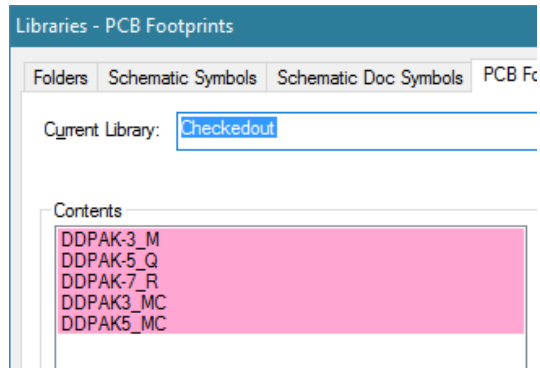 Libraries - PCB Footprints
Folders Schematic Symbols Schematic Doc Symbols PCB Fo
Current Library: Checkedout
Contents
DDPAK-3_M
DDPAK-5_Q
DDPAK-7_R
DDPAK3_MC
DDPAK5_MC